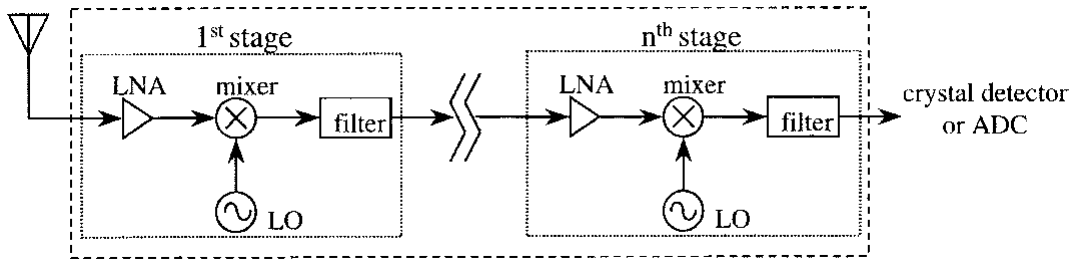 1st stage
LNA
mixer
filter
LO
nth stage
LNA
mixer
filter
LO
crystal detector
or ADC